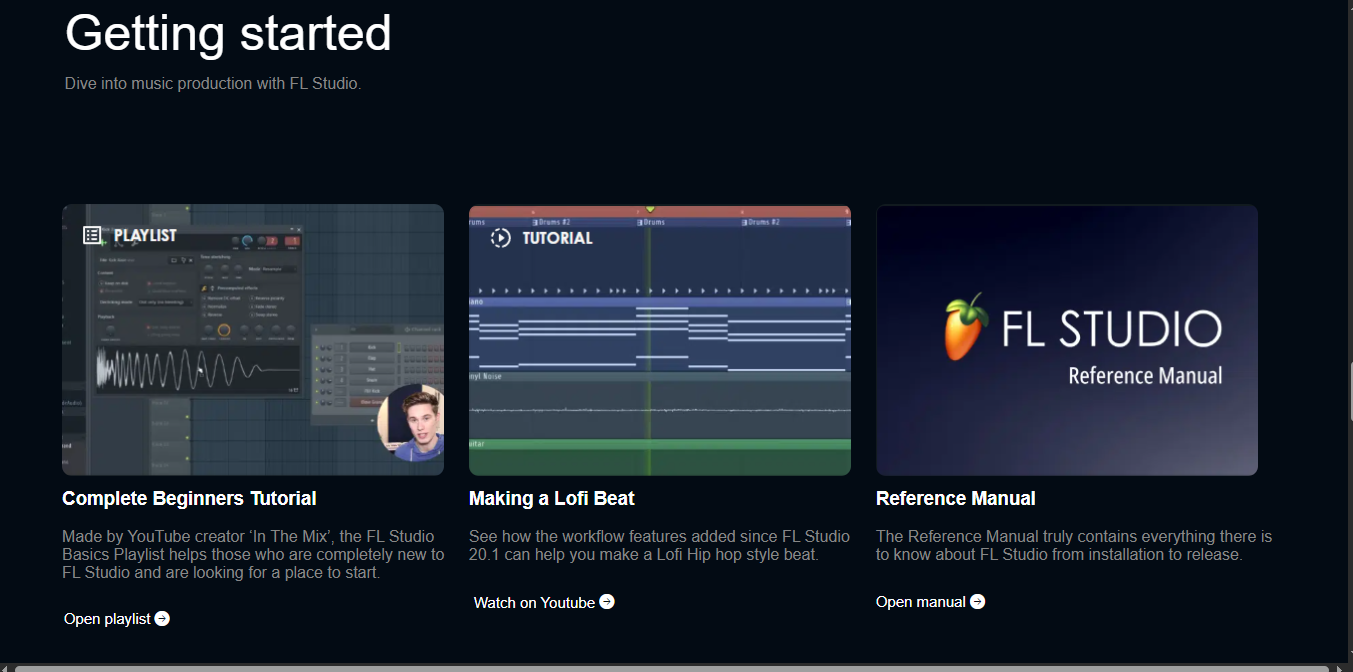 Getting started
Dive into music production with FL Studio.
PLAYLIST
TUTORIAL
Drums #2
Drums
Drums #2
FL STUDIO
Reference Manual
Complete Beginners Tutorial
Made by YouTube creator ‘In The Mix’, the FL Studio
Basics Playlist helps those who are completely new to
FL Studio and are looking for a place to start.
Open playlist
Making a Lofi Beat
See how the workflow features added since FL Studio
20.1 can help you make a Lofi Hip hop style beat.
Watch on Youtube
Reference Manual
The Reference Manual truly contains everything there is
to know about FL Studio from installation to release.
Open manual